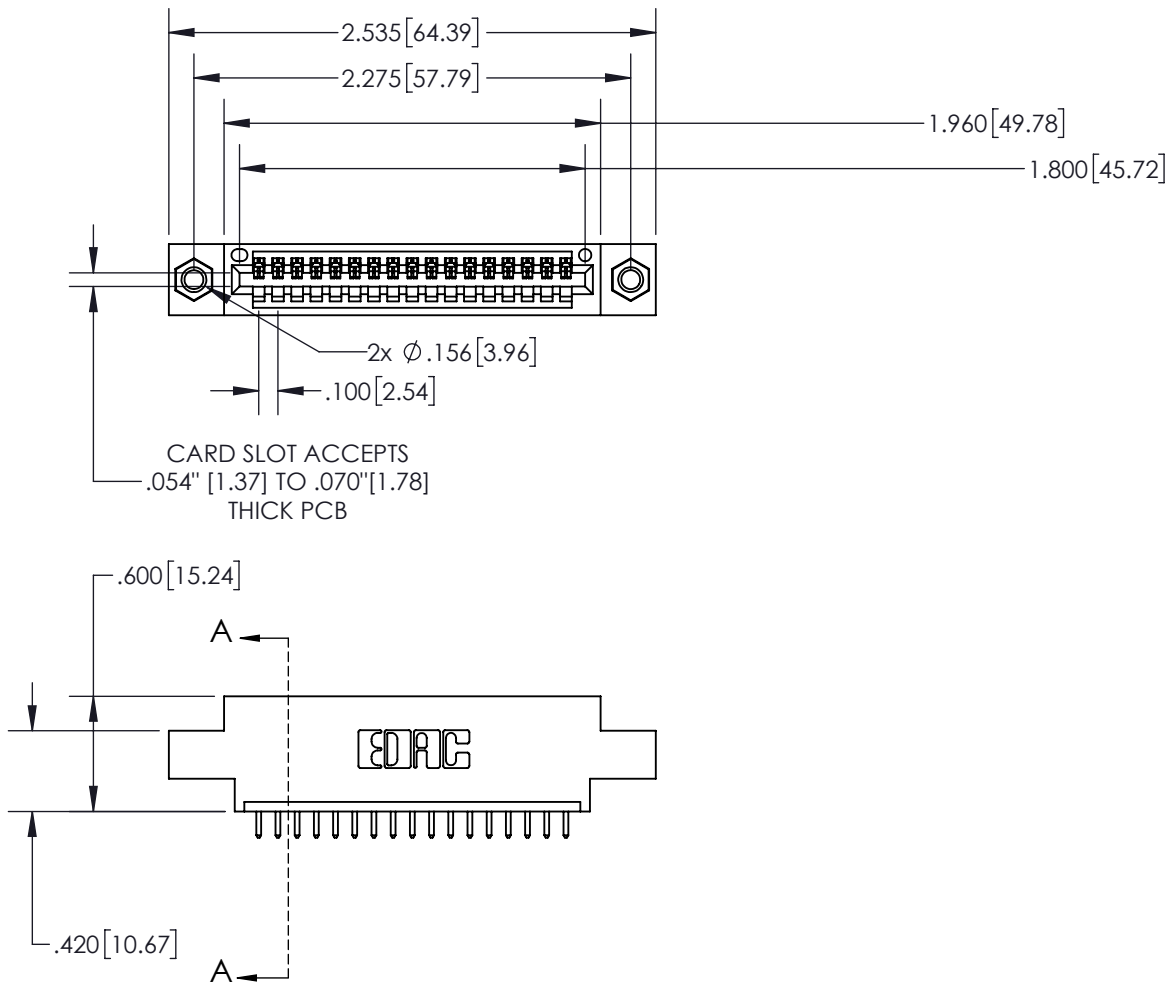 2.535[64.39]
2.275[57.79]
1.960[49.78]
1.800[45.72]
2x ∅.156[3.96]
.100[2.54]
CARD SLOT ACCEPTS
.054" [1.37] TO .070"[1.78]
THICK PCB
.600[15.24]
A
EDAC
.420[10.67]
A